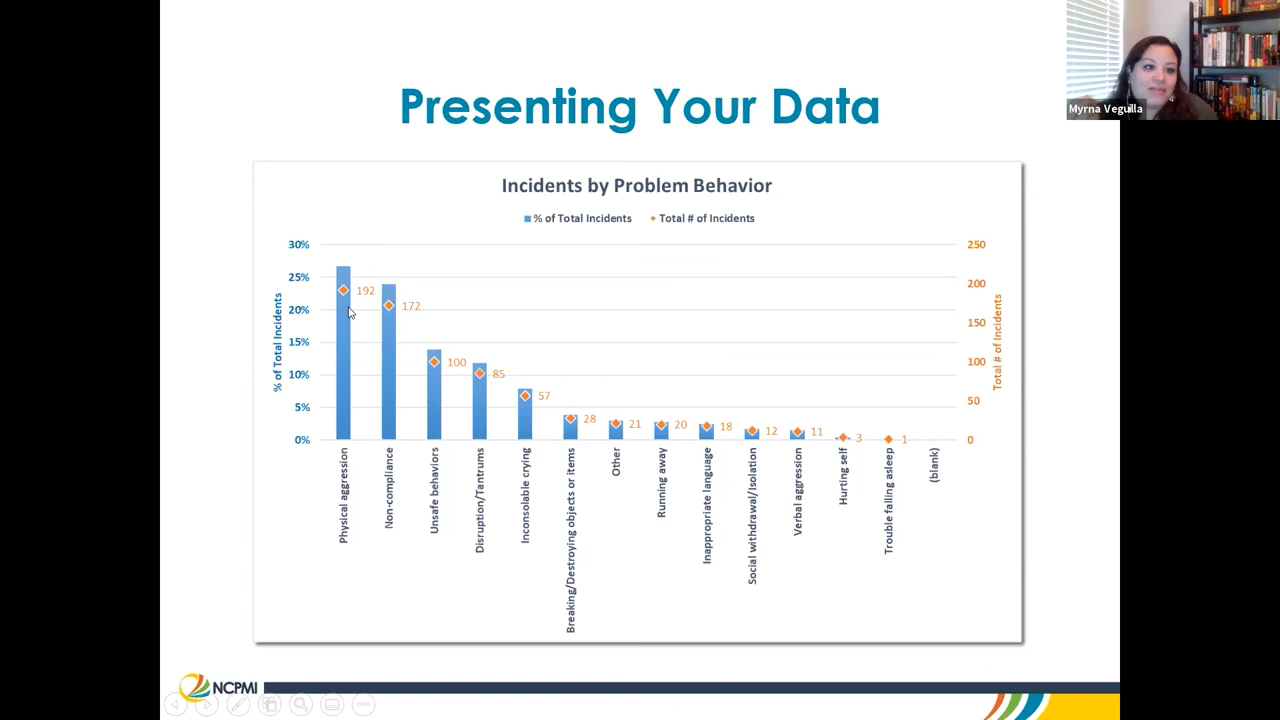 Myrna Veguilla
Presenting Your Data
Incidents by Problem Behavior
% of Total Incidents
Total # of Incidents
30%
25%
20%
15%
10%
5%
0%
% of Total Incidents
250
200
150
100
50
0
Total # of Incidents
192
172
100
85
57
28
21
20
18
12
11
3
1
Physical aggression
Non-compliance
Unsafe behaviors
Disruption/Tantrums
Inconsolable crying
Breaking/Destroying objects or items
Other
Running away
Inappropriate language
Social withdrawal/Isolation
Verbal aggression
Hurting self
Trouble falling asleep
(blank)
NCPMI